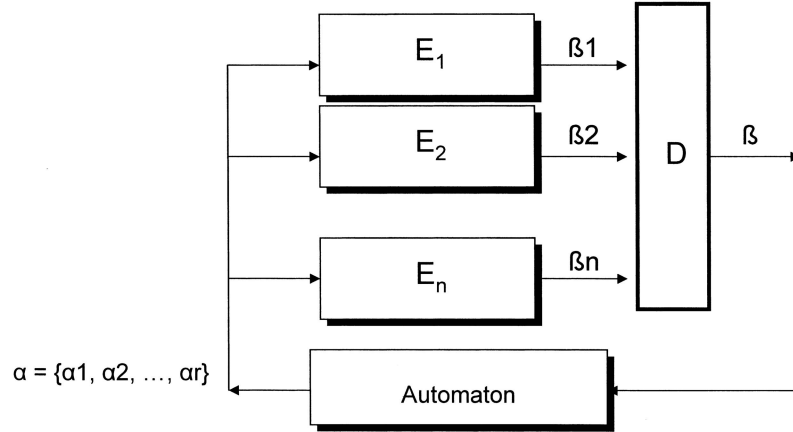 E₁
ß1
E₂
ß2
D
ß
Eₙ
ßn
α = {α1, α2, …, αr}
Automaton